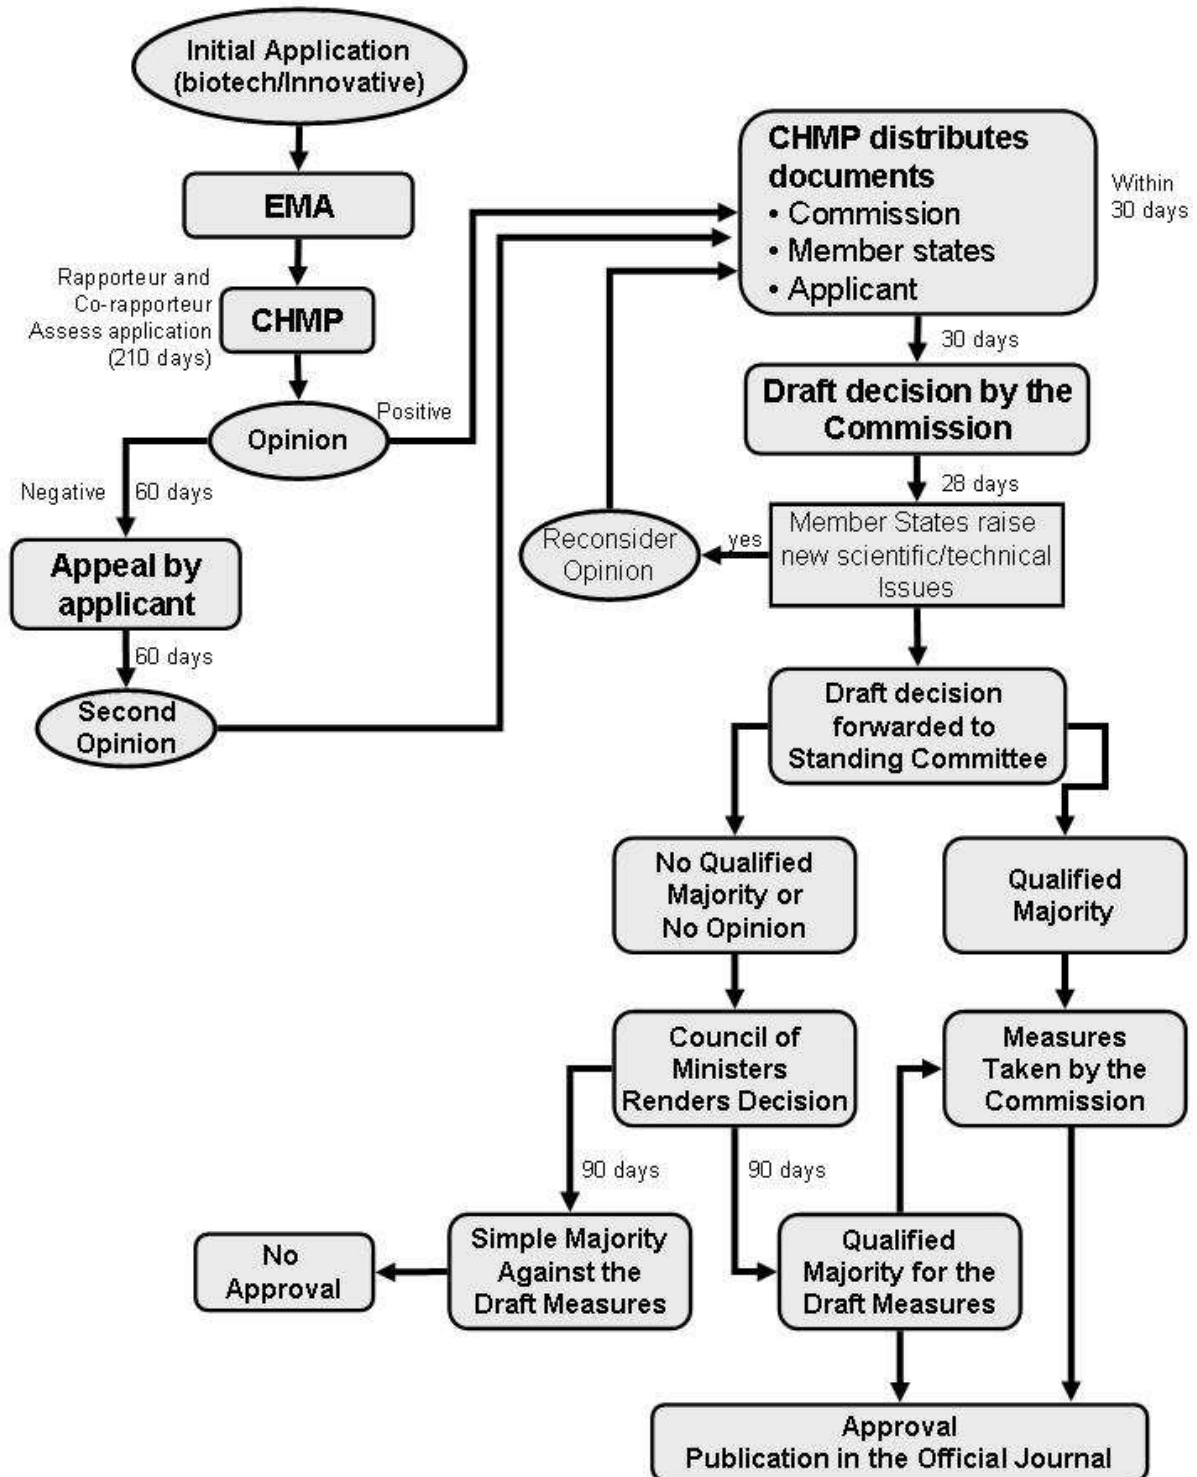 Initial Application
(biotech/Innovative)
EMA
Rapporteur and
Co-rapporteur
Assess application
(210 days)
CHMP
Opinion
Positive
Negative
60 days
Appeal by
applicant
60 days
Second
Opinion
CHMP distributes
documents
• Commission
• Member states
• Applicant
Within
30 days
30 days
Draft decision by the
Commission
28 days
Member States raise
new scientific/technical
Issues
yes
Reconsider
Opinion
Draft decision
forwarded to
Standing Committee
No Qualified
Majority or
No Opinion
Qualified
Majority
Council of
Ministers
Renders Decision
Measures
Taken by the
Commission
90 days
90 days
No
Approval
Simple Majority
Against the
Draft Measures
Qualified
Majority for the
Draft Measures
Approval
Publication in the Official Journal